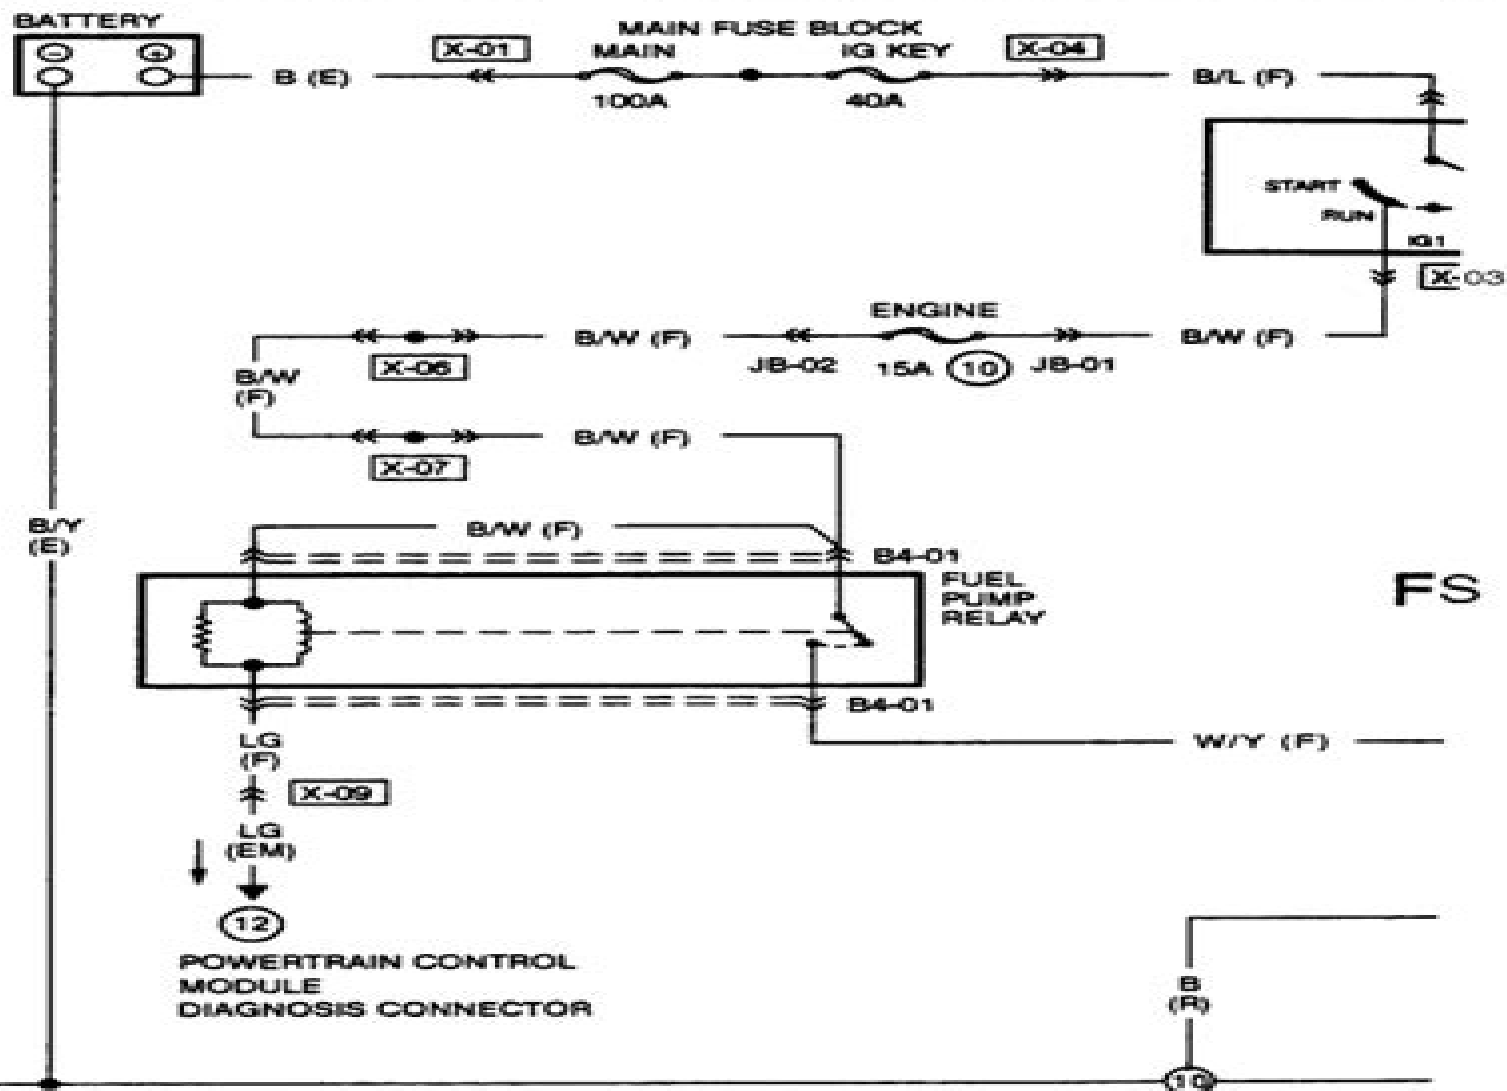 BATTERY
- +
B (E)
X-01
MAIN FUSE BLOCK
MAIN
IG KEY
100A
40A
X-04
B/L (F)
START
RUN
IG1
X-03
ENGINE
B/W (F)
JB-02
15A
10
JB-01
B/W (F)
X-06
B/W
(F)
B/W (F)
X-07
B/Y
(E)
B/W (F)
B4-01
FUEL
PUMP
RELAY
FS
B4-01
LG
(F)
W/Y (F)
X-09
LG
(EM)
12
POWERTRAIN CONTROL
MODULE
DIAGNOSIS CONNECTOR
B
(R)
10